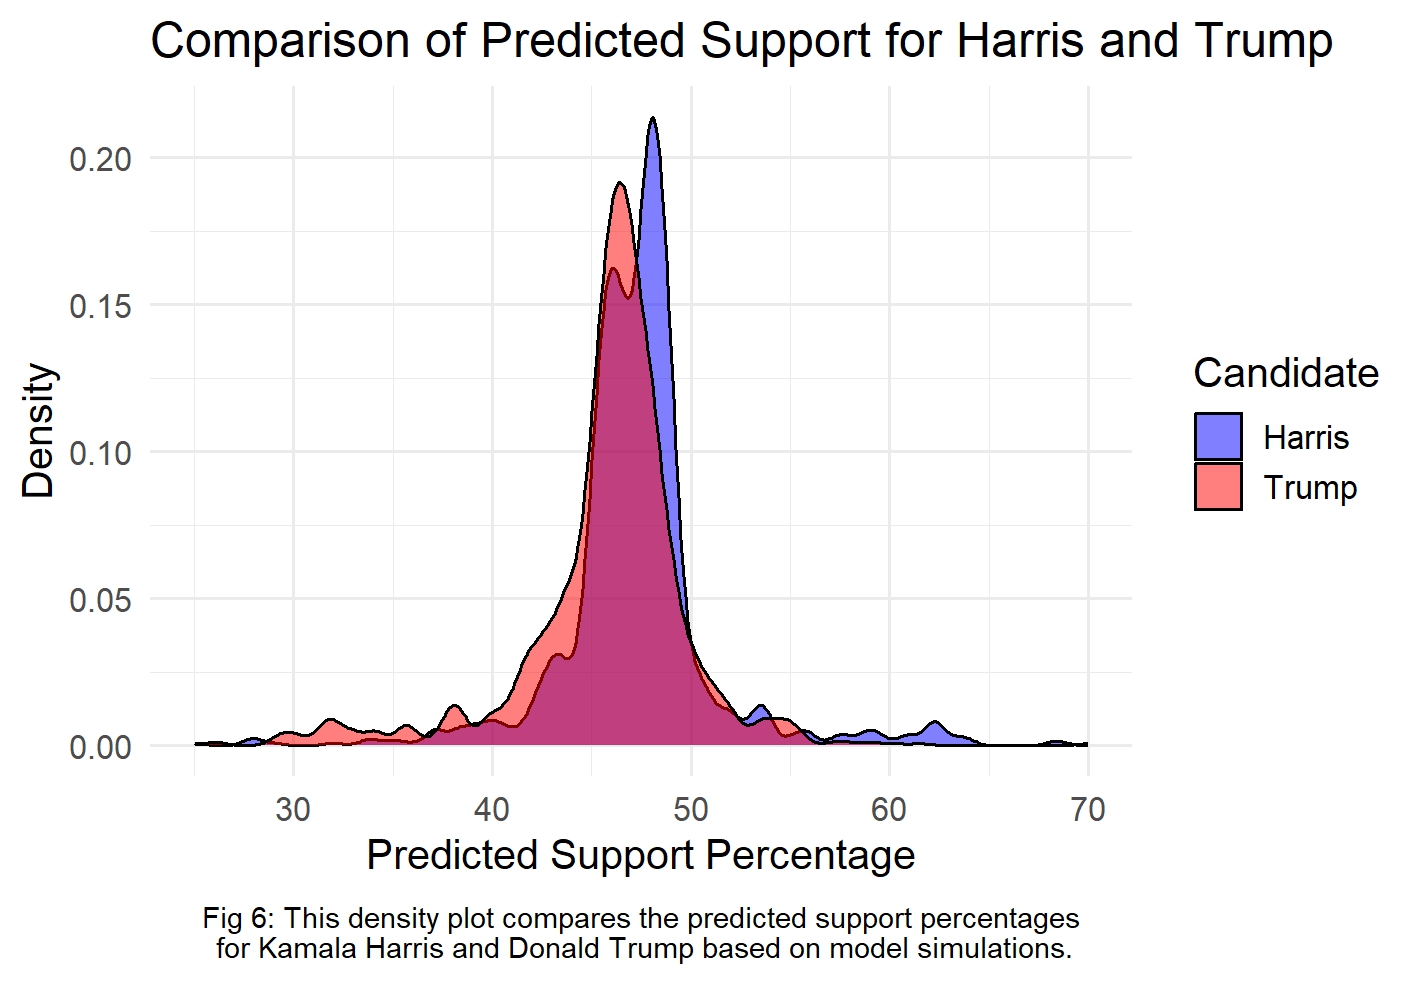 Comparison of Predicted Support for Harris and Trump
0.20
0.15
0.10
0.05
0.00
Density
30 40 50 60 70
Predicted Support Percentage
Candidate
Harris
Trump
Fig 6: This density plot compares the predicted support percentages
for Kamala Harris and Donald Trump based on model simulations.